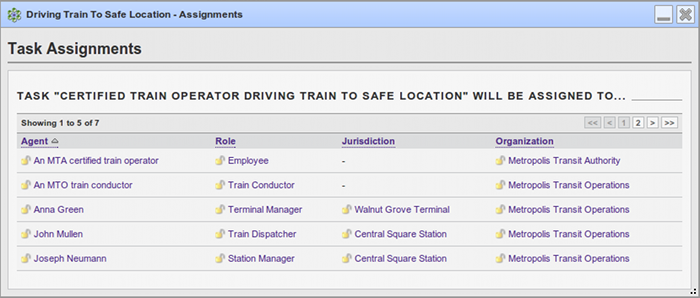 Driving Train To Safe Location - Assignments
Task Assignments
TASK "CERTIFIED TRAIN OPERATOR DRIVING TRAIN TO SAFE LOCATION" WILL BE ASSIGNED TO...
Showing 1 to 5 of 7 << < 1 2 > >>
Agent Role Jurisdiction Organization
An MTA certified train operator Employee - Metropolis Transit Authority
An MTO train conductor Train Conductor - Metropolis Transit Operations
Anna Green Terminal Manager Walnut Grove Terminal Metropolis Transit Operations
John Mullen Train Dispatcher Central Square Station Metropolis Transit Operations
Joseph Neumann Station Manager Central Square Station Metropolis Transit Operations